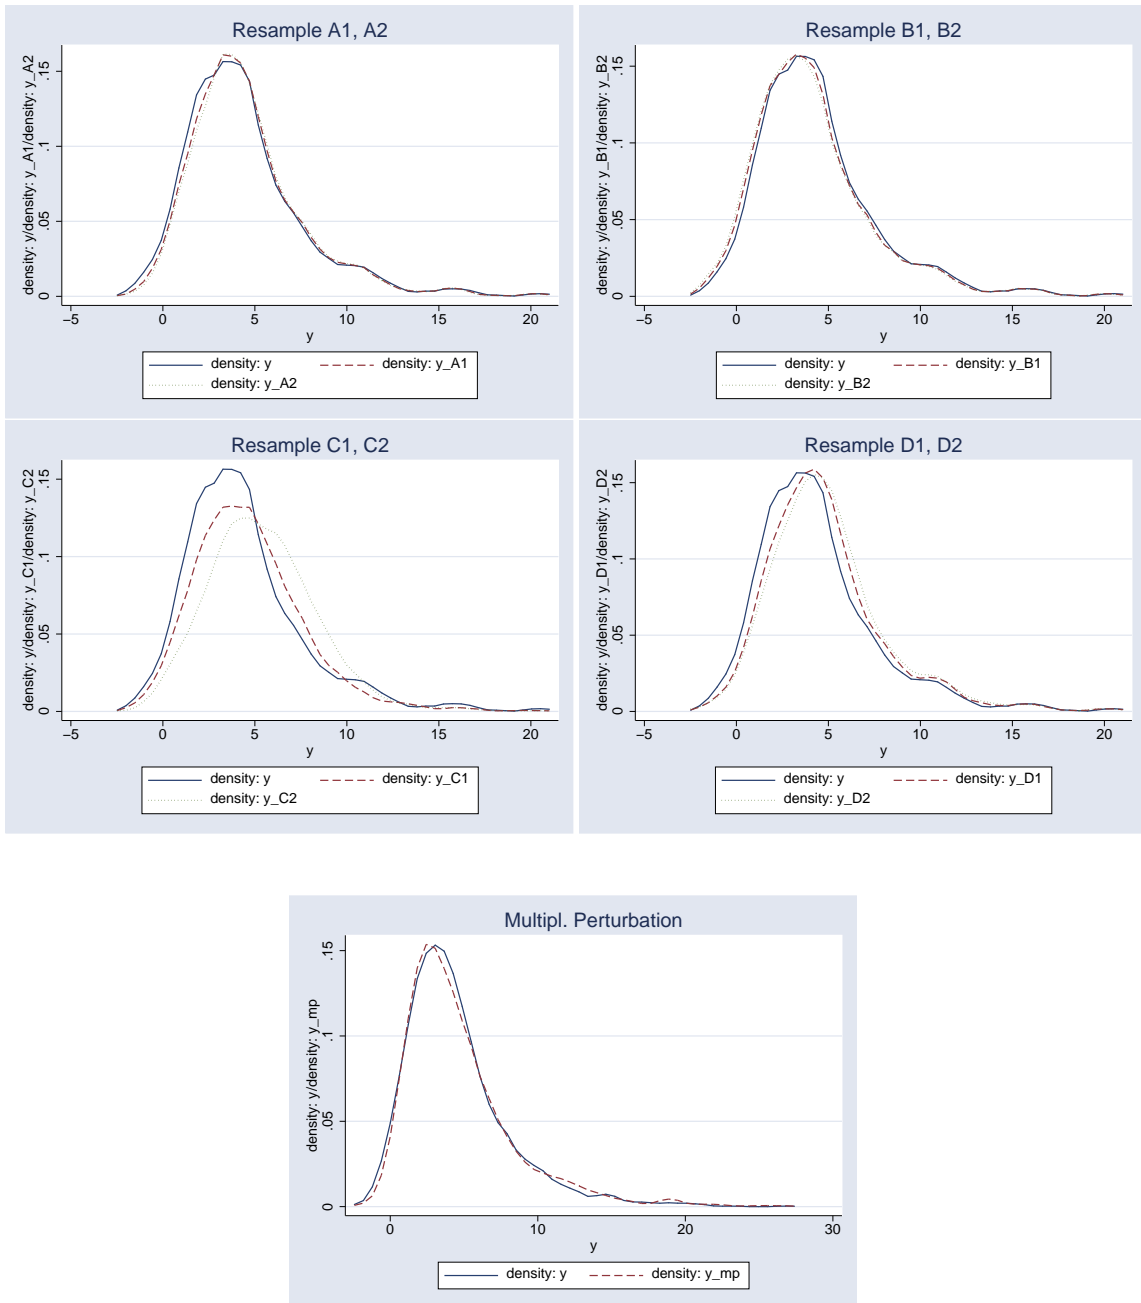 Resample A1, A2
density: y/density: y_A1/density: y_A2
0 .05 .1 .15
−5 0 5 10 15 20
y
density: y density: y_A1
density: y_A2
Resample B1, B2
density: y/density: y_B1/density: y_B2
0 .05 .1 .15
−5 0 5 10 15 20
y
density: y density: y_B1
density: y_B2
Resample C1, C2
density: y/density: y_C1/density: y_C2
0 .05 .1 .15
−5 0 5 10 15 20
y
density: y density: y_C1
density: y_C2
Resample D1, D2
density: y/density: y_D1/density: y_D2
0 .05 .1 .15
−5 0 5 10 15 20
y
density: y density: y_D1
density: y_D2
Multipl. Perturbation
density: y/density: y_mp
0 .05 .1 .15
0 10 20 30
y
density: y density: y_mp